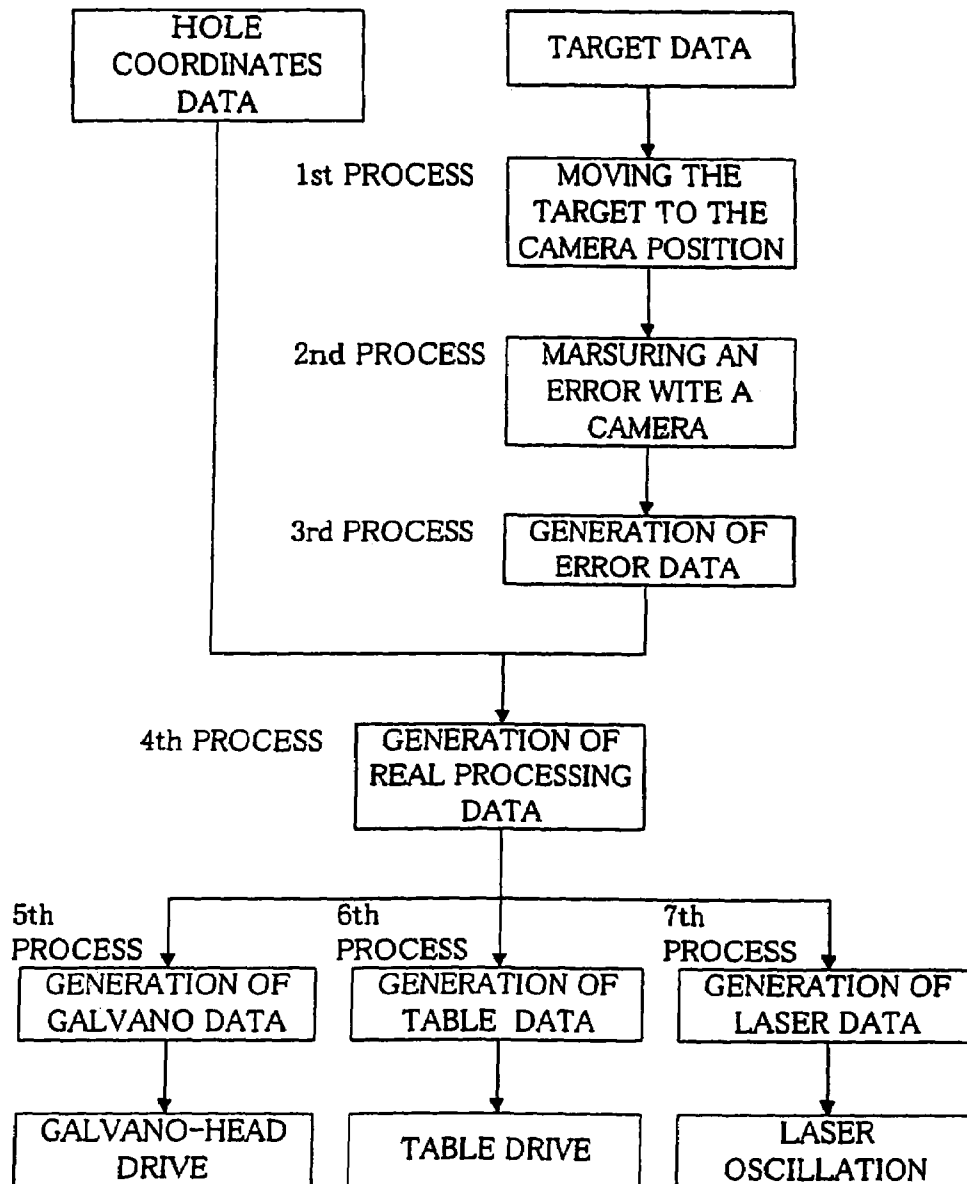 HOLE
COORDINATES
DATA
TARGET DATA
1st PROCESS
MOVING THE
TARGET TO THE
CAMERA POSITION
2nd PROCESS
MARSURING AN
ERROR WITE A
CAMERA
3rd PROCESS
GENERATION OF
ERROR DATA
4th PROCESS
GENERATION OF
REAL PROCESSING
DATA
5th
PROCESS
GENERATION OF
GALVANO DATA
6th
PROCESS
GENERATION OF
TABLE DATA
7th
PROCESS
GENERATION OF
LASER DATA
GALVANO-HEAD
DRIVE
TABLE DRIVE
LASER
OSCILLATION